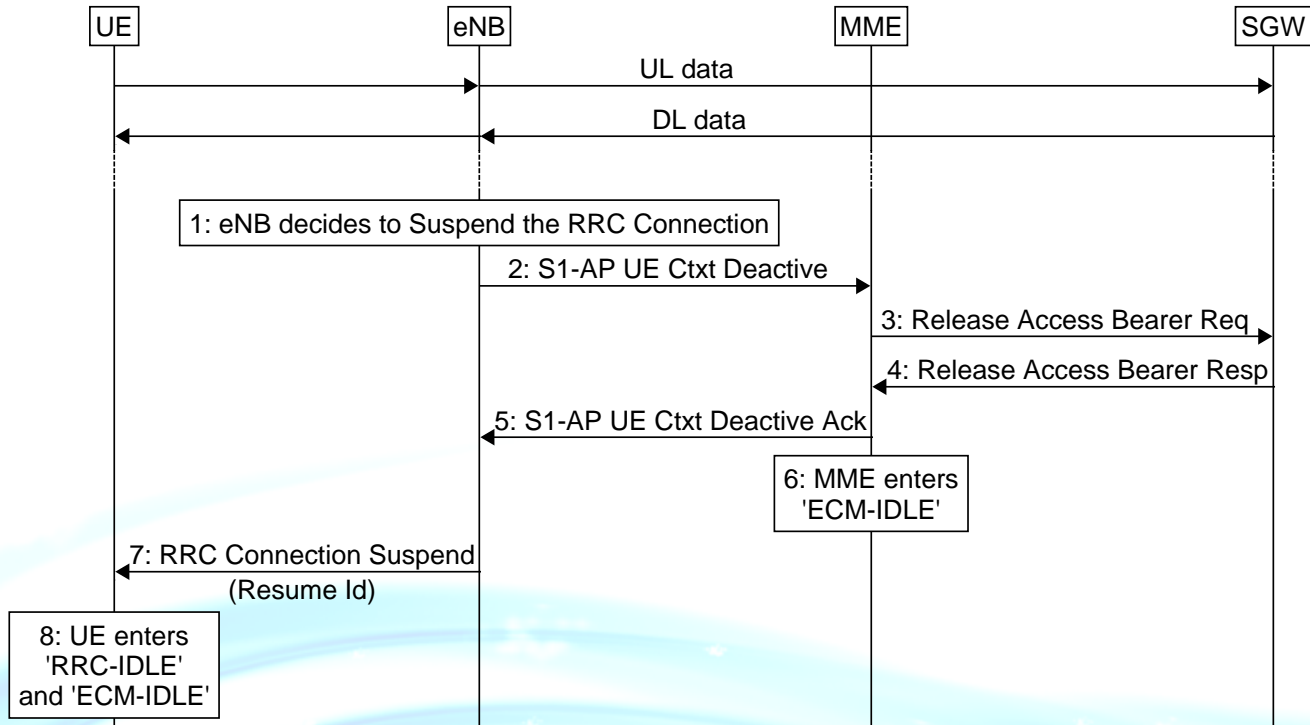 UE
eNB
MME
SGW
UL data
DL data
1: eNB decides to Suspend the RRC Connection
2: S1-AP UE Ctxt Deactive
3: Release Access Bearer Req
4: Release Access Bearer Resp
5: S1-AP UE Ctxt Deactive Ack
6: MME enters
'ECM-IDLE'
7: RRC Connection Suspend
(Resume Id)
8: UE enters
'RRC-IDLE'
and 'ECM-IDLE'